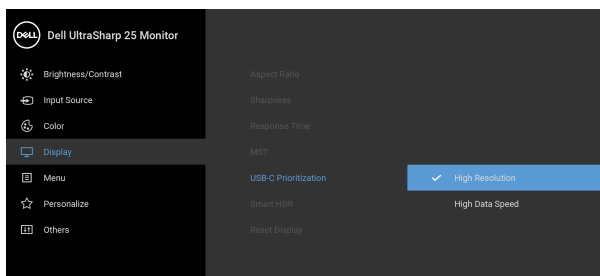 DELL
Dell UltraSharp 25 Monitor
Brightness/Contrast
Input Source
Color
Display
Menu
Personalize
Others
Aspect Ratio
Sharpness
Response Time
MST
USB-C Prioritization
Smart HDR
Reset Display
High Resolution
High Data Speed